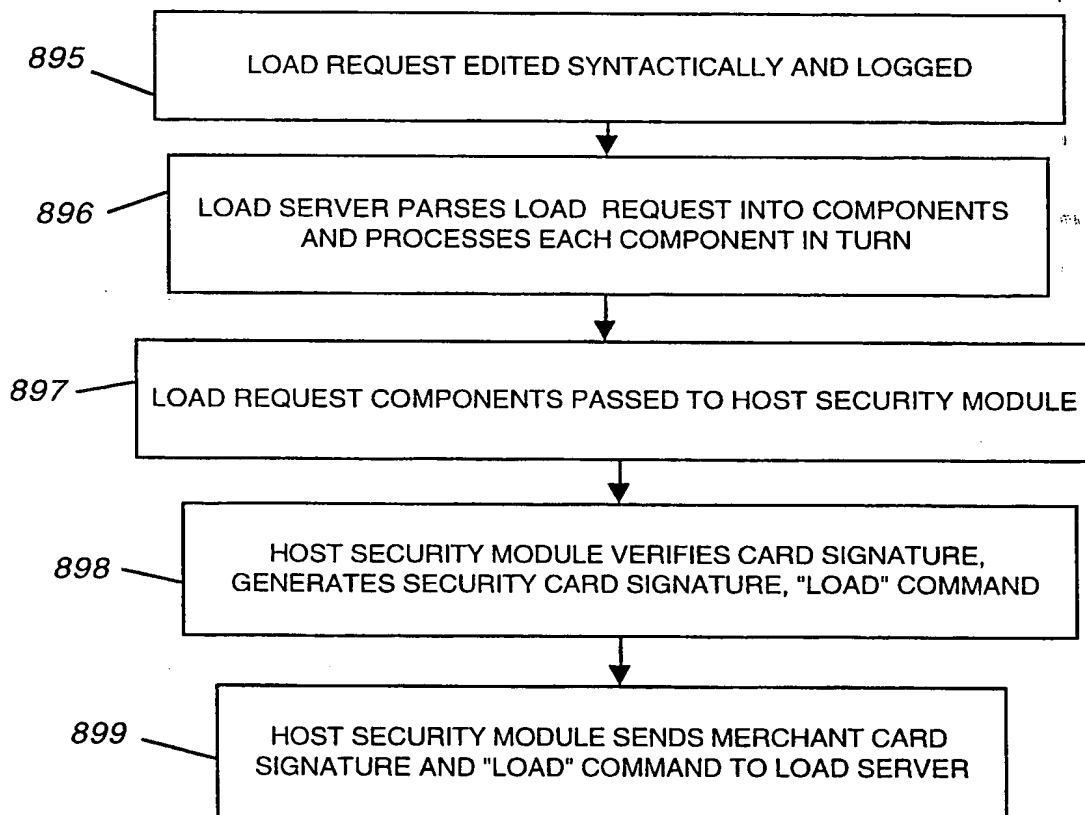 895
LOAD REQUEST EDITED SYNTACTICALLY AND LOGGED
896
LOAD SERVER PARSES LOAD REQUEST INTO COMPONENTS
AND PROCESSES EACH COMPONENT IN TURN
897
LOAD REQUEST COMPONENTS PASSED TO HOST SECURITY MODULE
898
HOST SECURITY MODULE VERIFIES CARD SIGNATURE,
GENERATES SECURITY CARD SIGNATURE, "LOAD" COMMAND
899
HOST SECURITY MODULE SENDS MERCHANT CARD
SIGNATURE AND "LOAD" COMMAND TO LOAD SERVER